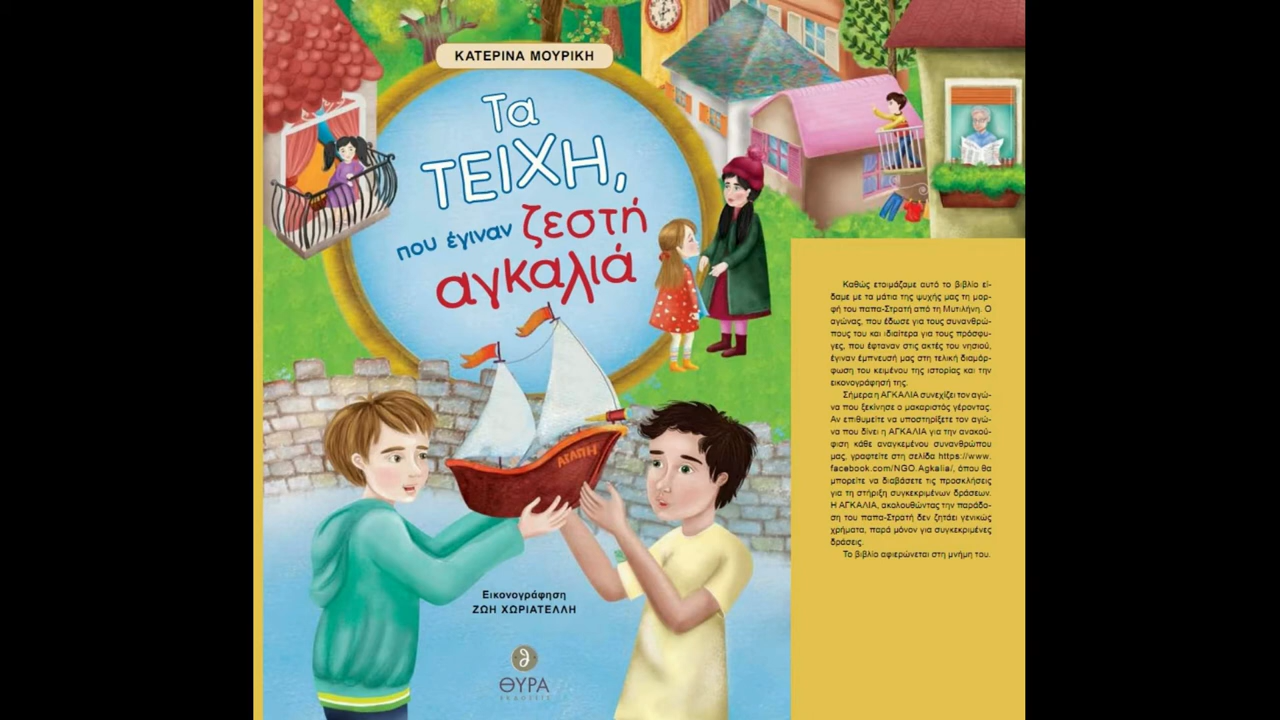 ΚΑΤΕΡΙΝΑ ΜΟΥΡΙΚΗ
Τα
ΤΕΙΧΗ,
που έγιναν ζεστή
αγκαλιά
ΑΓΑΠΗ
Εικονογράφηση
ΖΩΗ ΧΩΡΙΑΤΕΛΛΗ
ΘΥΡΑ
ΕΚΔΟΣΕΙΣ
Καθώς ετοιμάζαμε αυτό το βιβλίο εί-
δαμε με τα μάτια της ψυχής μας τη μορ-
φή του παπα-Στρατή από τη Μυτιλήνη. Ο
αγώνας, που έδωσε για τους συνανθρώ-
πους του και ιδιαίτερα για τους πρόσφυ-
γες, που έφταναν στις ακτές του νησιού,
έγιναν έμπνευσή μας στη τελική διαμόρ-
φωση του κειμένου της ιστορίας και την
εικονογράφησή της.
Σήμερα η ΑΓΚΑΛΙΑ συνεχίζει τον αγώ-
να που ξεκίνησε ο μακαριστός γέροντας.
Αν επιθυμείτε να υποστηρίξετε τον αγώ-
να που δίνει η ΑΓΚΑΛΙΑ για την ανακού-
φιση κάθε αναγκεμένου συνανθρώπου
μας, γραφτείτε στη σελίδα https://www.
facebook.com/NGO.Agkalia/, όπου θα
μπορείτε να διαβάσετε τις προσκλήσεις
για τη στήριξη συγκεκριμένων δράσεων.
Η ΑΓΚΑΛΙΑ, ακολουθώντας την παράδο-
ση του παπα-Στρατή δεν ζητάει γενικώς
χρήματα, παρά μόνον για συγκεκριμένες
δράσεις.
Το βιβλίο αφιερώνεται στη μνήμη του.